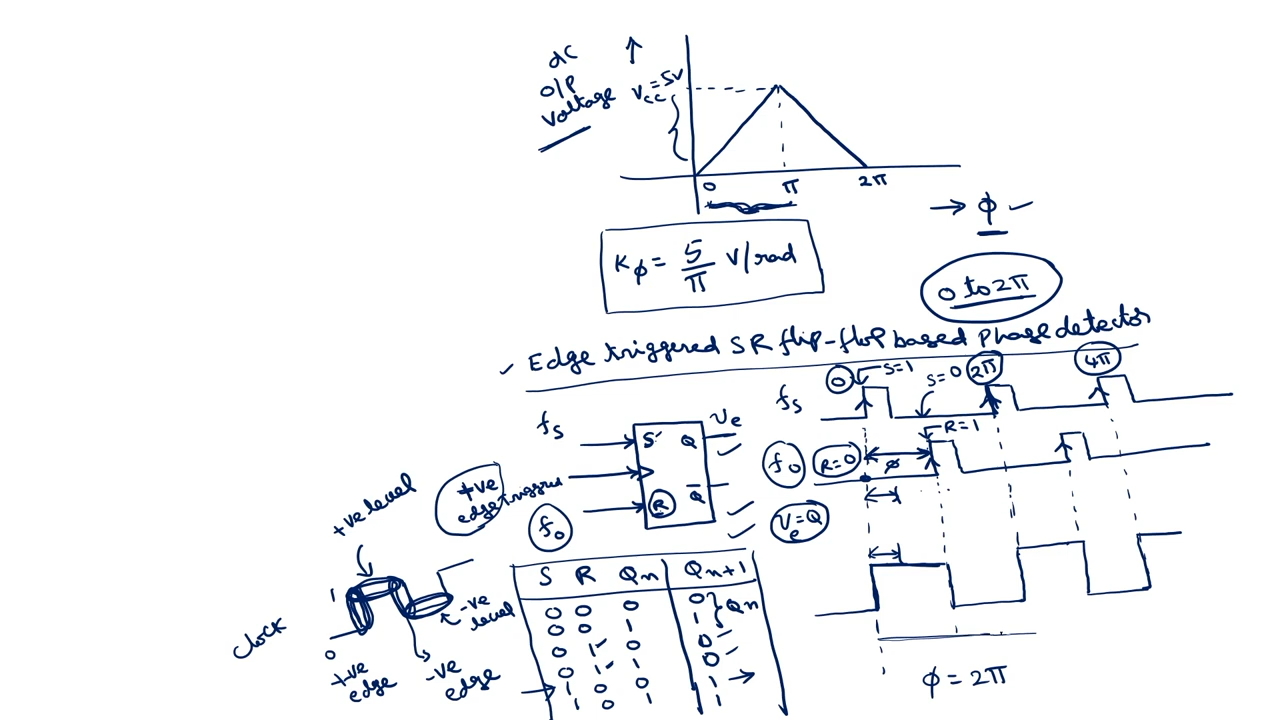 dc
O/P
voltage
Vcc = 5V
0 π 2π
→ φ ✓
Kφ = 5/π V/rad
0 to 2π
✓ Edge triggered SR flip-flop based Phase detector
fs
S Q
Ve
+ve
edge triggered
fo
R Q̄
Ve = Q
fs
0 S=1 S=0 2π 4π
fo R=0 φ R=1
φ = 2π
+ve level
1
0
clock
-ve
level
+ve
edge
-ve
edge
S R Qn Qn+1
0 0 0 0
0 0 1 1
Qn
0 1 0 0
0 1 1 0
1 0 0 1
1 0 1 1